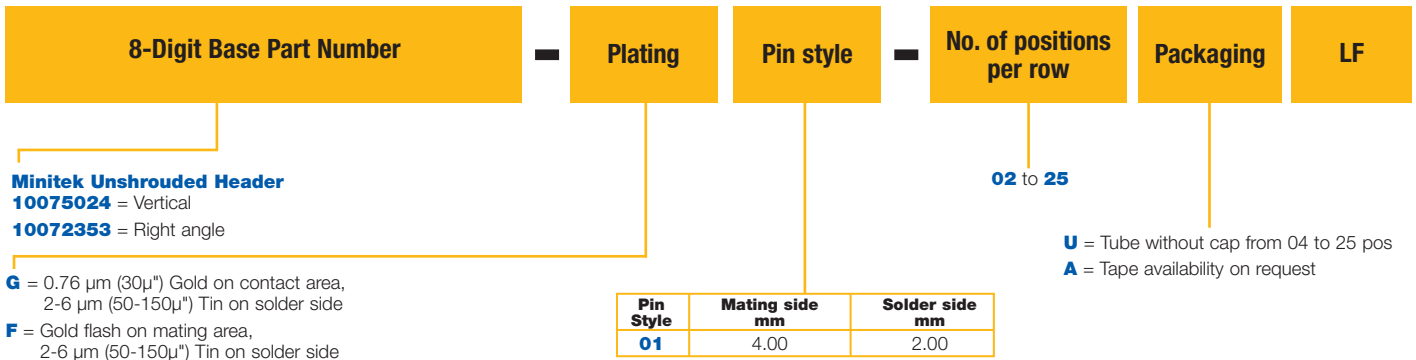 8-Digit Base Part Number
Plating
Pin style
No. of positions
per row
Packaging
LF
Minitek Unshrouded Header
10075024 = Vertical
10072353 = Right angle
02 to 25
U = Tube without cap from 04 to 25 pos
A = Tape availability on request
G = 0.76 µm (30µ") Gold on contact area,
2-6 µm (50-150µ") Tin on solder side
F = Gold flash on mating area,
2-6 µm (50-150µ") Tin on solder side
Pin Style Mating side mm Solder side mm
01 4.00 2.00